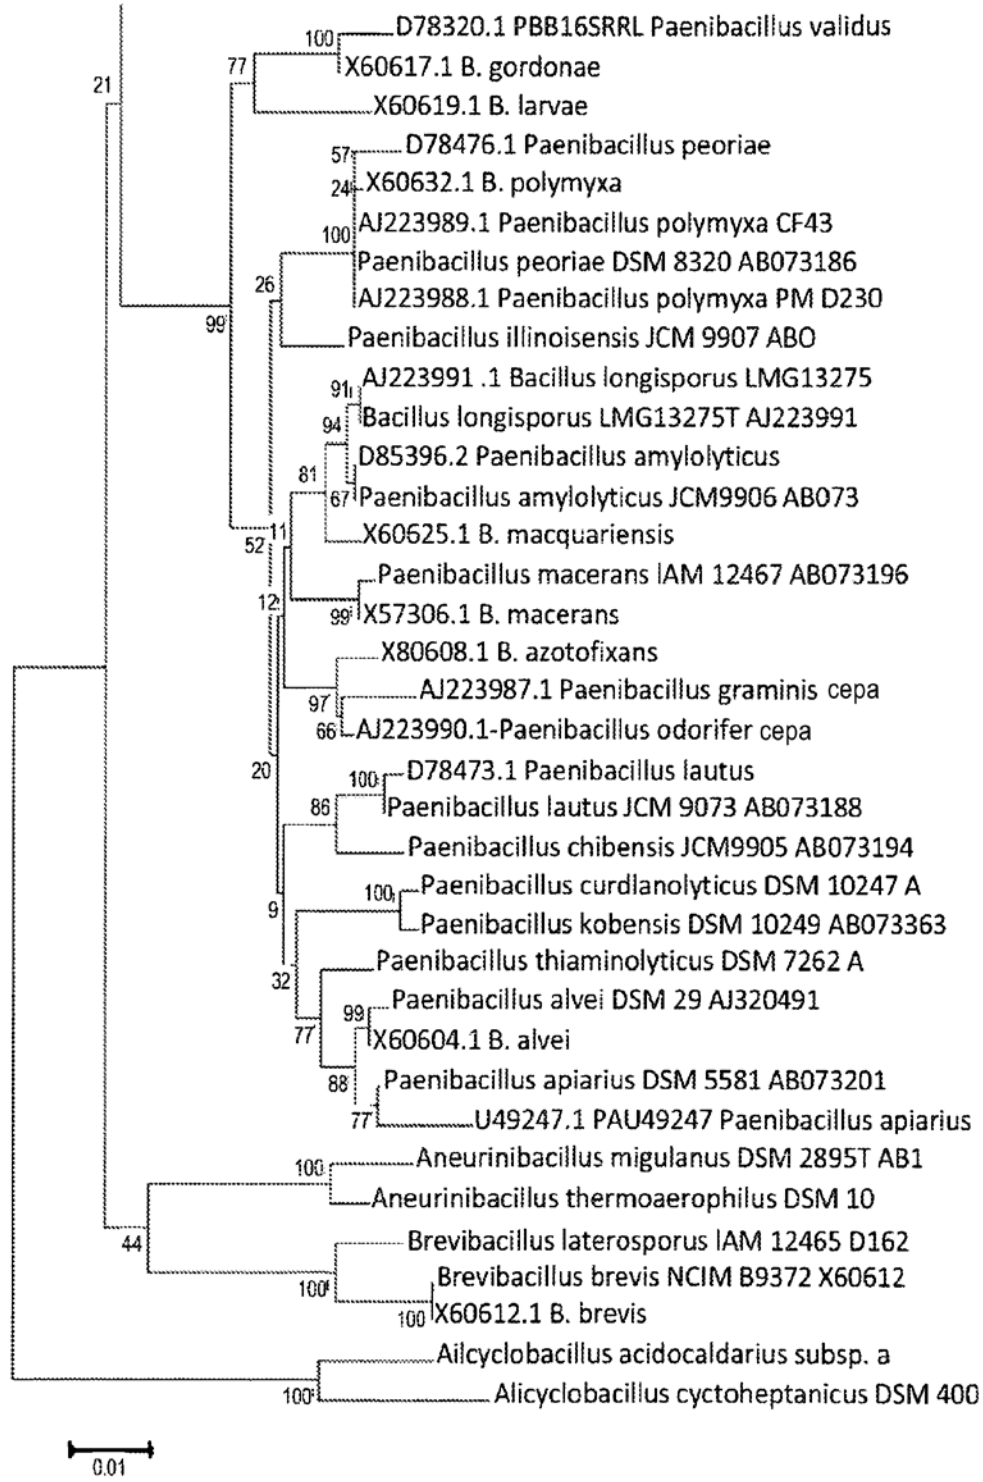 D78320.1 PBB16SRRL Paenibacillus validus
100
77
X60617.1 B. gordonae
21
X60619.1 B. larvae
D78476.1 Paenibacillus peoriae
57
24
X60632.1 B. polymyxa
AJ223989.1 Paenibacillus polymyxa CF43
100
Paenibacillus peoriae DSM 8320 AB073186
26
AJ223988.1 Paenibacillus polymyxa PM D230
99
Paenibacillus illinoisensis JCM 9907 ABO
AJ223991 .1 Bacillus longisporus LMG13275
91
Bacillus longisporus LMG13275T AJ223991
94
D85396.2 Paenibacillus amylolyticus
81
67
Paenibacillus amylolyticus JCM9906 AB073
11
X60625.1 B. macquariensis
52
Paenibacillus macerans IAM 12467 AB073196
12
99
X57306.1 B. macerans
X80608.1 B. azotofixans
AJ223987.1 Paenibacillus graminis cepa
97
66
AJ223990.1-Paenibacillus odorifer cepa
20
100
D78473.1 Paenibacillus lautus
86
Paenibacillus lautus JCM 9073 AB073188
Paenibacillus chibensis JCM9905 AB073194
100
Paenibacillus curdlanolyticus DSM 10247 A
9
Paenibacillus kobensis DSM 10249 AB073363
Paenibacillus thiaminolyticus DSM 7262 A
32
Paenibacillus alvei DSM 29 AJ320491
99
77
X60604.1 B. alvei
88
Paenibacillus apiarius DSM 5581 AB073201
77
U49247.1 PAU49247 Paenibacillus apiarius
100
Aneurinibacillus migulanus DSM 2895T AB1
Aneurinibacillus thermoaerophilus DSM 10
44
Brevibacillus laterosporus IAM 12465 D162
100
Brevibacillus brevis NCIM B9372 X60612
100
X60612.1 B. brevis
Ailcyclobacillus acidocaldarius subsp. a
100
Alicyclobacillus cyctoheptanicus DSM 400
0.01